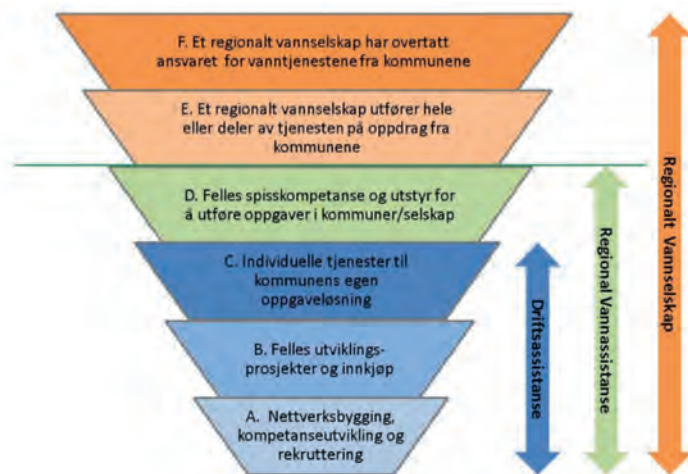 F. Et regionalt vannselskap har overtatt
ansvaret for vanntjenestene fra kommunene
E. Et regionalt vannselskap utfører hele
eller deler av tjenesten på oppdrag fra
kommunene
D. Felles spisskompetanse og utstyr for
å utføre oppgaver i kommuner/selskap
C. Individuelle tjenester til
kommunens egen
oppgaveløsning
B. Felles utviklings-
prosjekter og innkjøp
A. Nettverksbygging,
kompetanseutvikling og
rekruttering
Driftsassistanse
Regional Vannassistanse
Regionalt Vannselskap